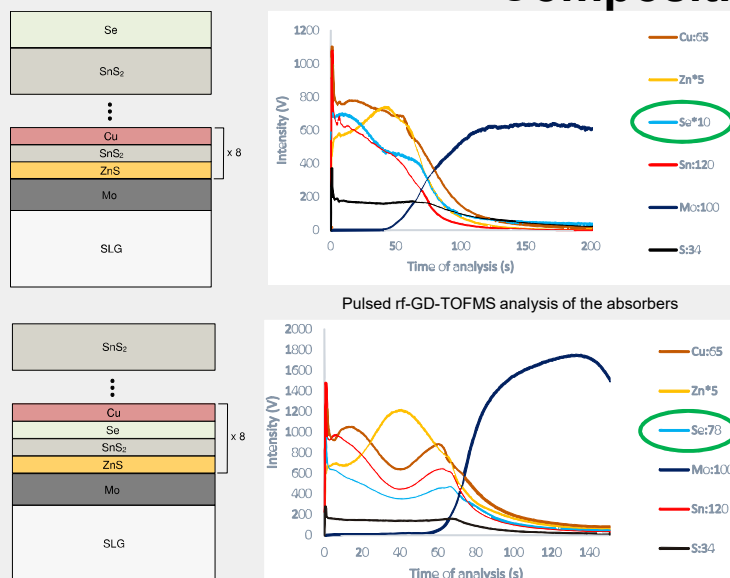 Se
SnS₂
Cu
SnS₂
ZnS
x 8
Mo
SLG
1200
1000
800
600
400
200
0
Intensity (V)
0 50 100 150 200
Time of analysis (s)
Cu:65
Zn*5
Se*10
Sn:120
Mo:100
S:34
Pulsed rf-GD-TOFMS analysis of the absorbers
SnS₂
Cu
Se
SnS₂
ZnS
x 8
Mo
SLG
2000
1800
1600
1400
1200
1000
800
600
400
200
0
Intensity (V)
0 20 40 60 80 100 120 140
Time of analysis (s)
Cu:65
Zn*5
Se:78
Mo:100
Sn:120
S:34